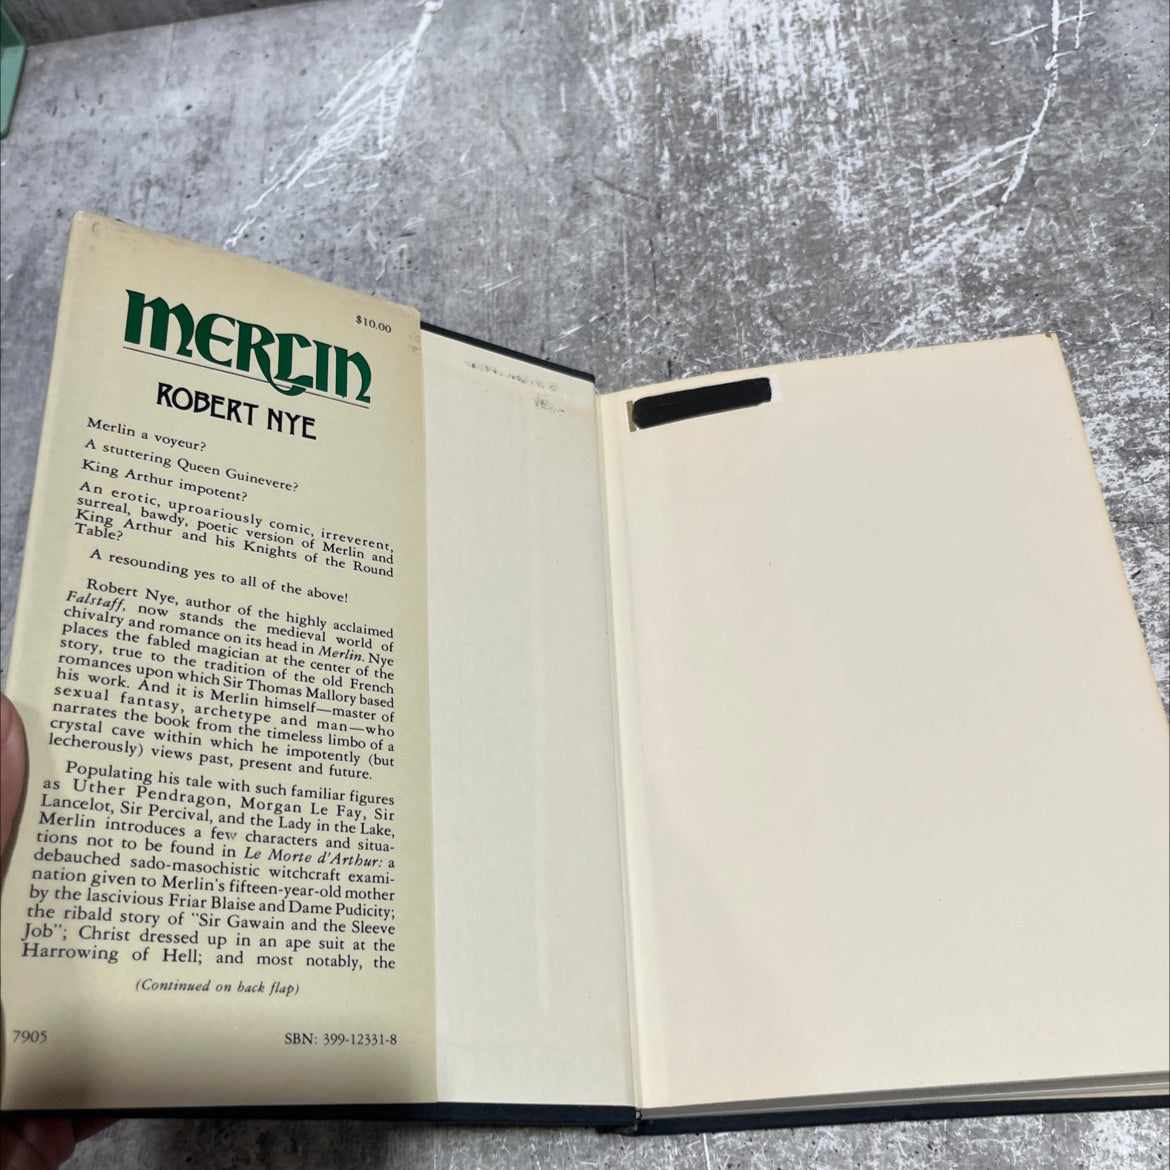 MERLIN
$10.00
ROBERT NYE
Merlin a voyeur?
A stuttering Queen Guinevere?
King Arthur impotent?
An erotic, uproariously comic, irreverent,
surreal, bawdy, poetic version of Merlin and
King Arthur and his Knights of the Round
Table?
A resounding yes to all of the above!
Robert Nye, author of the highly acclaimed
Falstaff, now stands the medieval world of
chivalry and romance on its head in Merlin. Nye
places the fabled magician at the center of the
story, true to the tradition of the old French
romances upon which Sir Thomas Mallory based
his work. And it is Merlin himself—master of
sexual fantasy, archetype and man—who
narrates the book from the timeless limbo of a
crystal cave within which he impotently (but
lecherously) views past, present and future.
Populating his tale with such familiar figures
as Uther Pendragon, Morgan Le Fay, Sir
Lancelot, Sir Percival, and the Lady in the Lake,
Merlin introduces a few characters and situa-
tions not to be found in Le Morte d'Arthur: a
debauched sado-masochistic witchcraft exami-
nation given to Merlin's fifteen-year-old mother
by the lascivious Friar Blaise and Dame Pudicity;
the ribald story of "Sir Gawain and the Sleeve
Job"; Christ dressed up in an ape suit at the
Harrowing of Hell; and most notably, the
(Continued on back flap)
7905
SBN: 399-12331-8